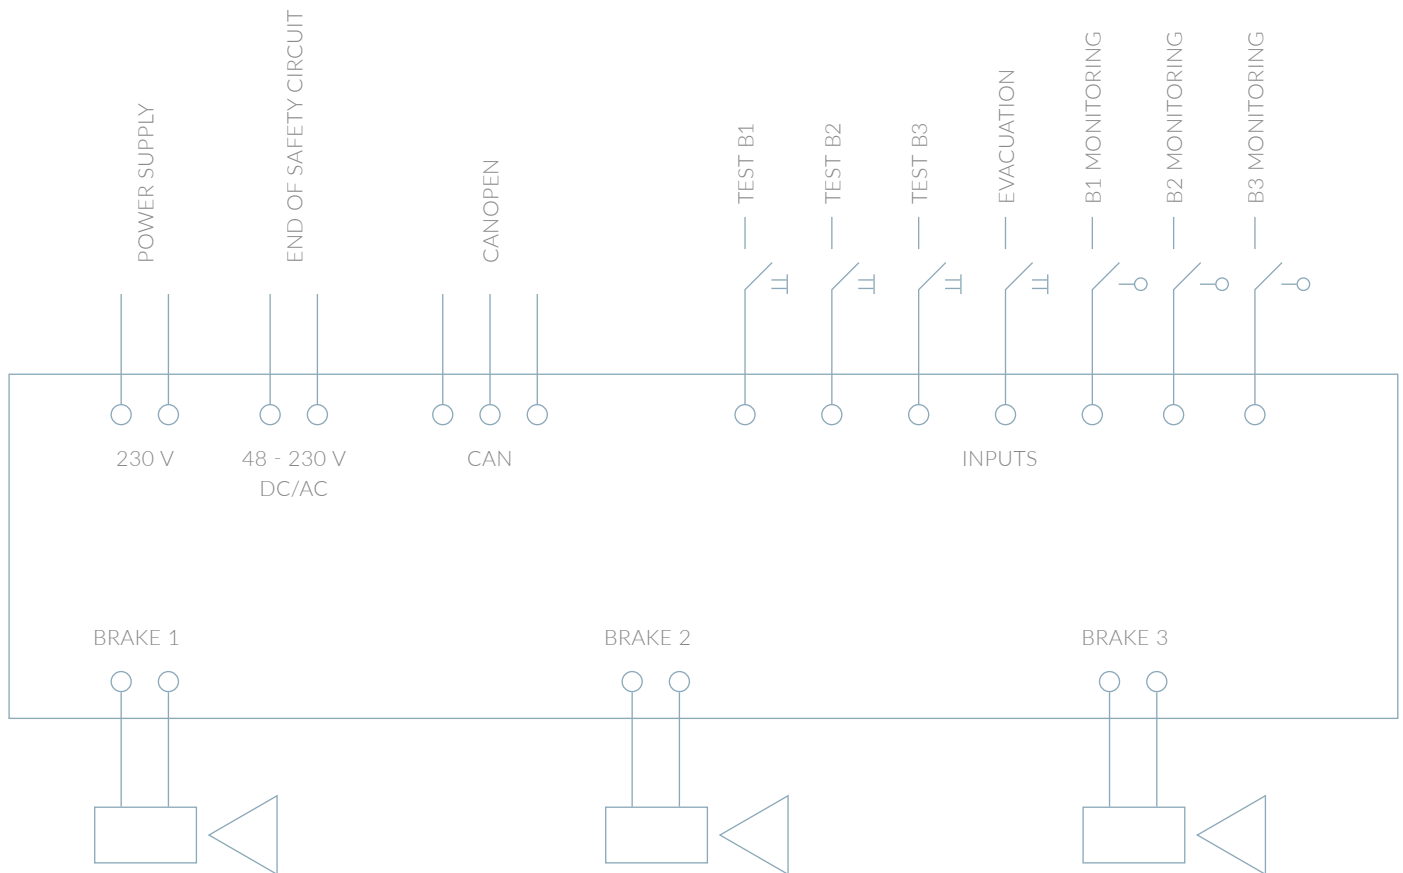 POWER SUPPLY
END OF SAFETY CIRCUIT
CANOPEN
TEST B1
TEST B2
TEST B3
EVACUATION
B1 MONITORING
B2 MONITORING
B3 MONITORING
230 V
48 - 230 V
DC/AC
CAN
INPUTS
BRAKE 1
BRAKE 2
BRAKE 3